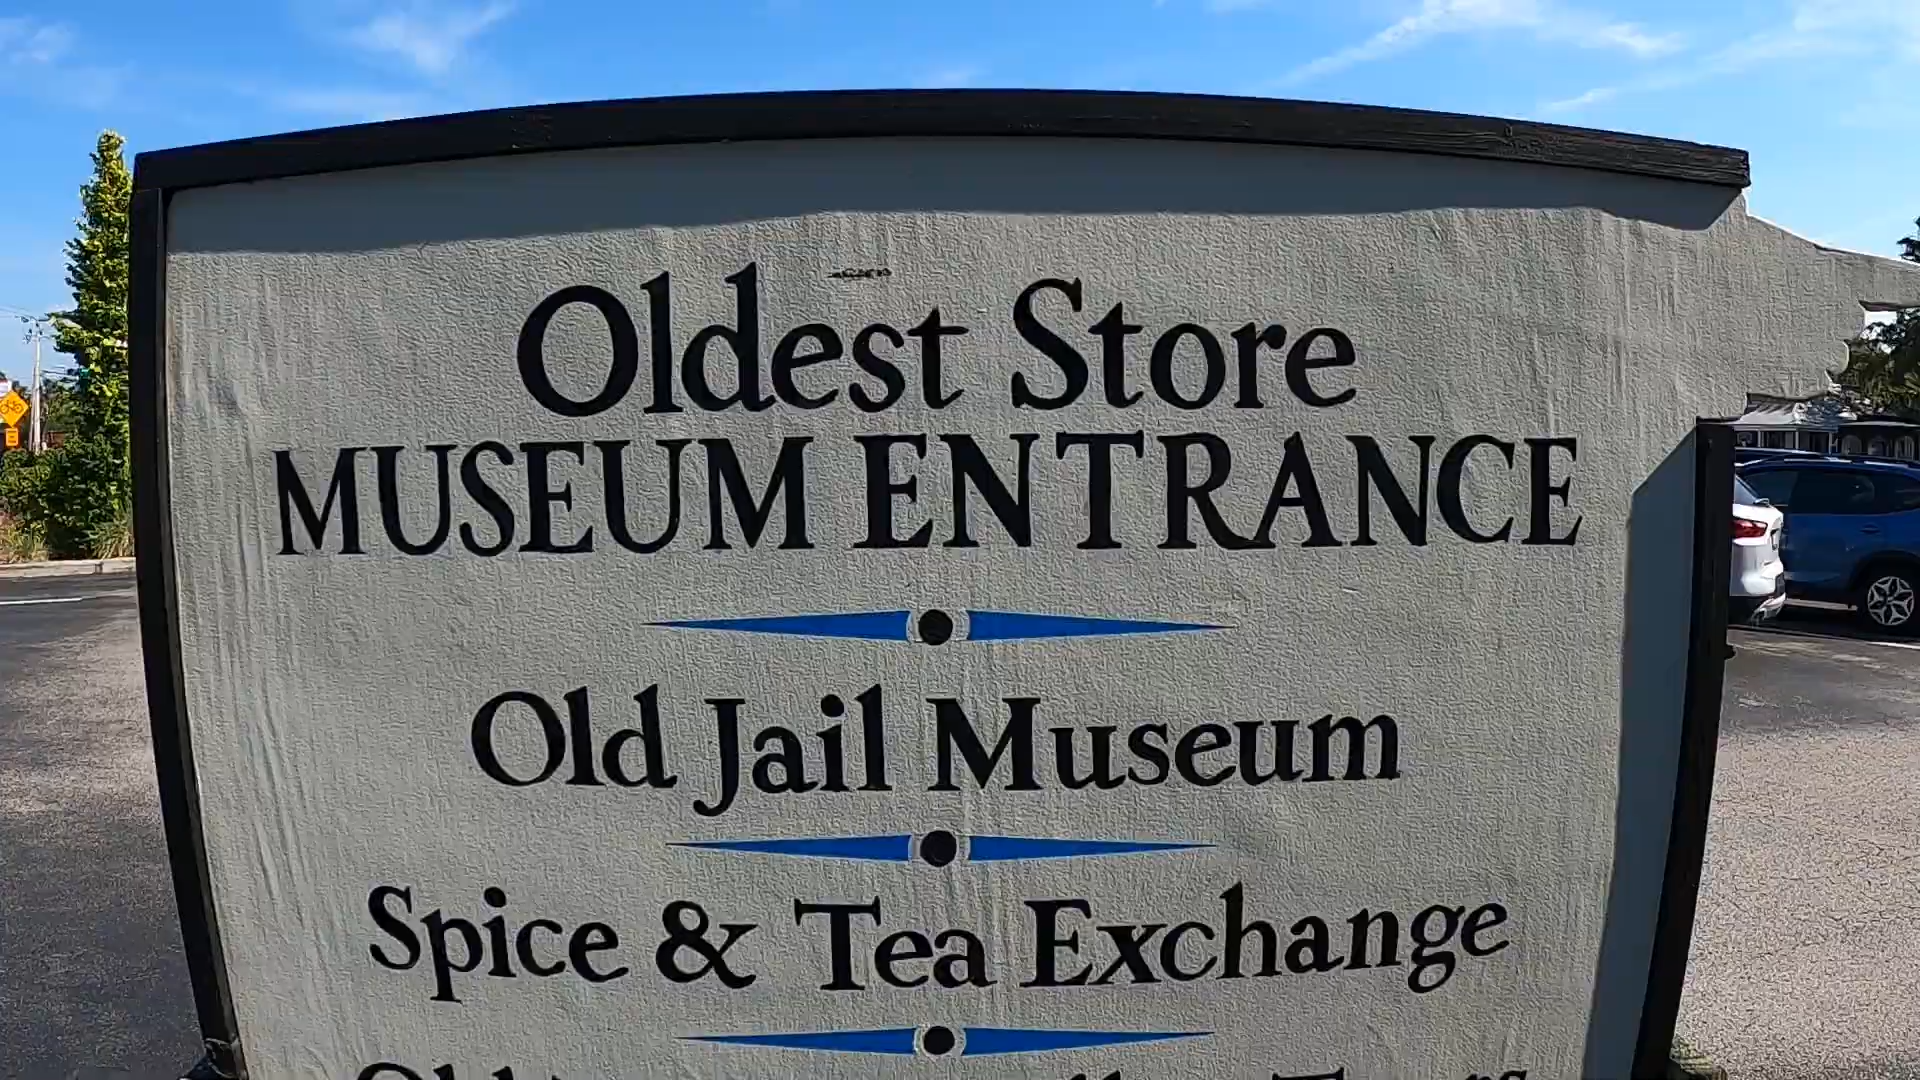 Oldest Store
MUSEUM ENTRANCE
Old Jail Museum
Spice & Tea Exchange